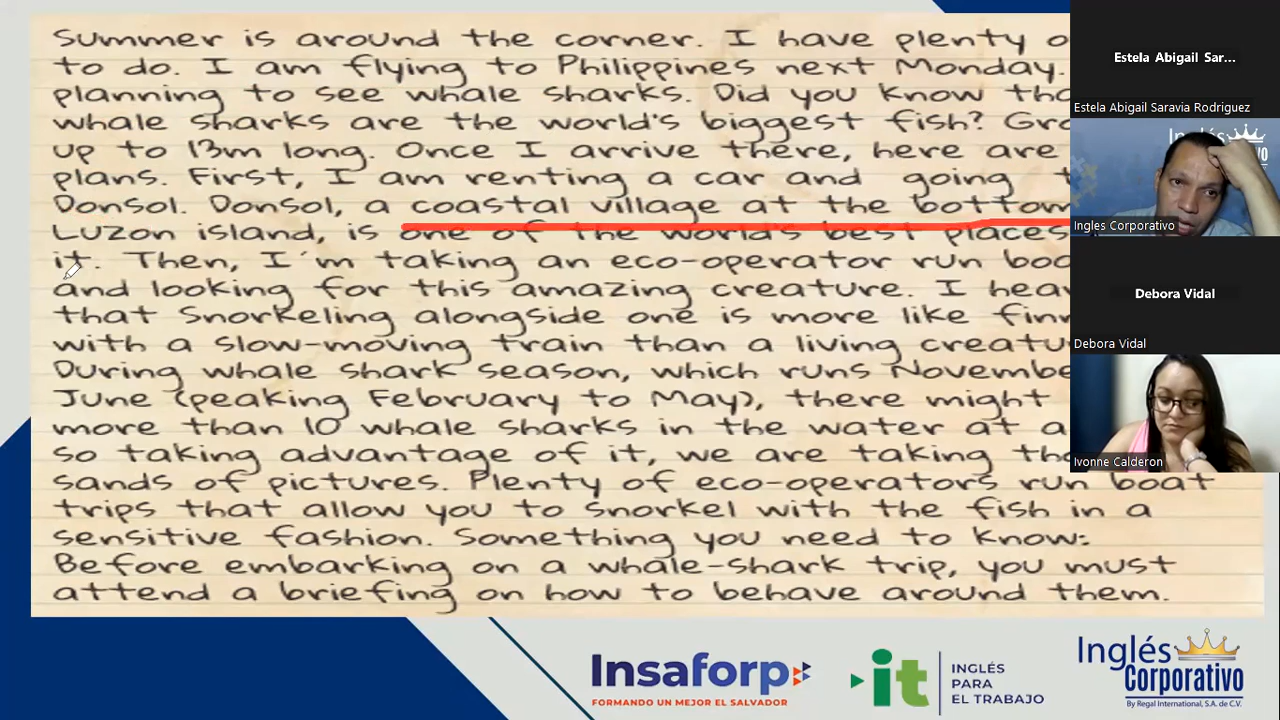 Summer is around the corner. I have plenty o
to do. I am flying to Philippines next Monday.
planning to see whale sharks. Did you know tha
whale sharks are the world's biggest fish? Gro
up to 13m long. Once I arrive there, here are
plans. First, I am renting a car and going t
Donsol. Donsol, a coastal village at the bottom
Luzon island, is one of the world's best places
it. Then, I´m taking an eco-operator run boa
and looking for this amazing creature. I hear
that snorkeling alongside one is more like finn
with a slow-moving train than a living creatu
During whale shark season, which runs Novembe
June (peaking February to May), there might
more than 10 whale sharks in the water at a
so taking advantage of it, we are taking tho
sands of pictures. Plenty of eco-operators run boat
trips that allow you to snorkel with the fish in a
sensitive fashion. Something you need to know:
Before embarking on a whale-shark trip, you must
attend a briefing on how to behave around them.
Estela Abigail Sar...
Estela Abigail Saravia Rodriguez
Ingles Corporativo
Debora Vidal
Debora Vidal
Ivonne Calderon
Insaforp
FORMANDO UN MEJOR EL SALVADOR
it
INGLÉS
PARA
EL TRABAJO
Inglés
Corporativo
By Regal International, S.A. de C.V.